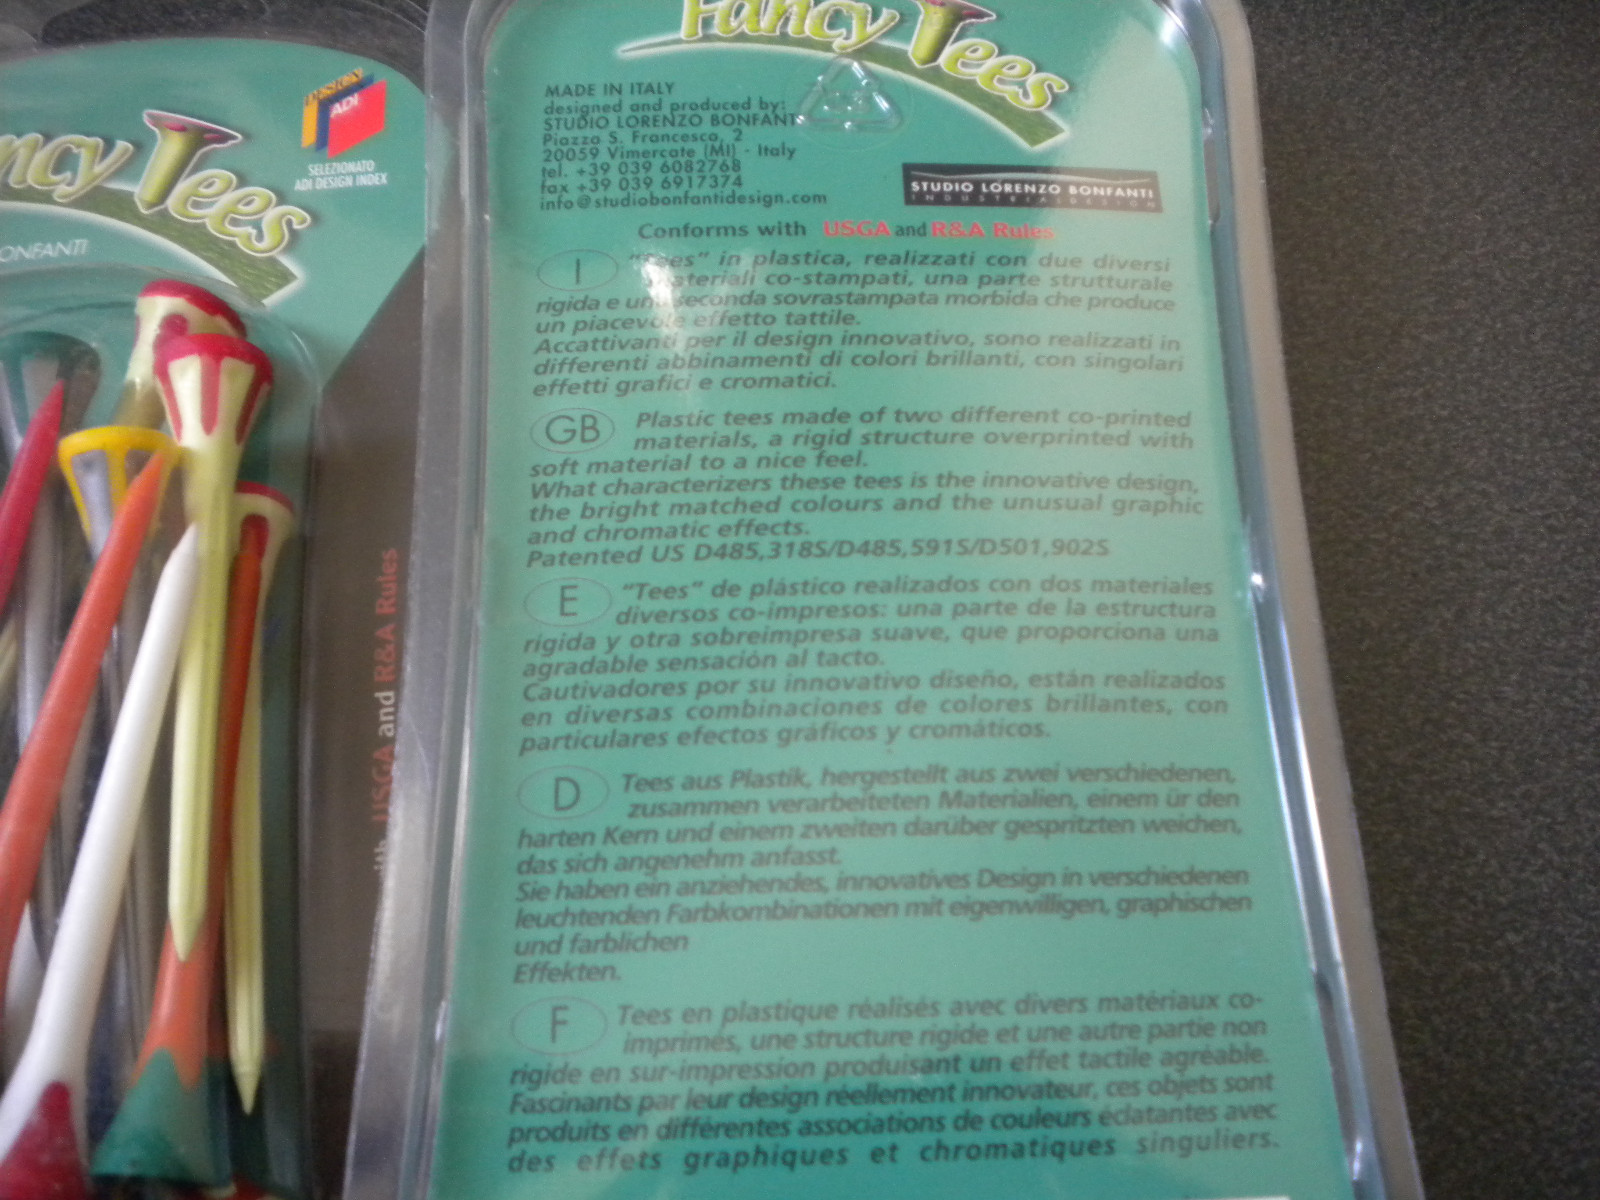 DESIGN
ADI
SELEZIONATO
ADI DESIGN INDEX
ncy Tees
ONFANTI
USGA and R&A Rules
Fancy Tees
MADE IN ITALY
designed and produced by:
STUDIO LORENZO BONFANTI
Piazza S. Francesco, 2
20059 Vimercate (MI) - Italy
tel. +39 039 6082768
fax +39 039 6917374
info@studiobonfantidesign.com
STUDIO LORENZO BONFANTI
INDUSTRIALDESIGN
Conforms with USGA and R&A Rules
I "Tees" in plastica, realizzati con due diversi
materiali co-stampati, una parte strutturale
rigida e una seconda sovrastampata morbida che produce
un piacevole effetto tattile.
Accattivanti per il design innovativo, sono realizzati in
differenti abbinamenti di colori brillanti, con singolari
effetti grafici e cromatici.
GB Plastic tees made of two different co-printed
materials, a rigid structure overprinted with
soft material to a nice feel.
What characterizers these tees is the innovative design,
the bright matched colours and the unusual graphic
and chromatic effects.
Patented US D485,318S/D485,591S/D501,902S
E "Tees" de plástico realizados con dos materiales
diversos co-impresos: una parte de la estructura
rigida y otra sobreimpresa suave, que proporciona una
agradable sensación al tacto.
Cautivadores por su innovativo diseño, están realizados
en diversas combinaciones de colores brillantes, con
particulares efectos gráficos y cromáticos.
D Tees aus Plastik, hergestellt aus zwei verschiedenen,
zusammen verarbeiteten Materialien, einem ür den
harten Kern und einem zweiten darüber gespritzten weichen,
das sich angenehm anfasst.
Sie haben ein anziehendes, innovatives Design in verschiedenen
leuchtenden Farbkombinationen mit eigenwilligen, graphischen
und farblichen
Effekten.
F Tees en plastique réalisés avec divers matériaux co-
imprimés, une structure rigide et une autre partie non
rigide en sur-impression produisant un effet tactile agréable.
Fascinants par leur design réellement innovateur, ces objets sont
produits en différentes associations de couleurs éclatantes avec
des effets graphiques et chromatiques singuliers.